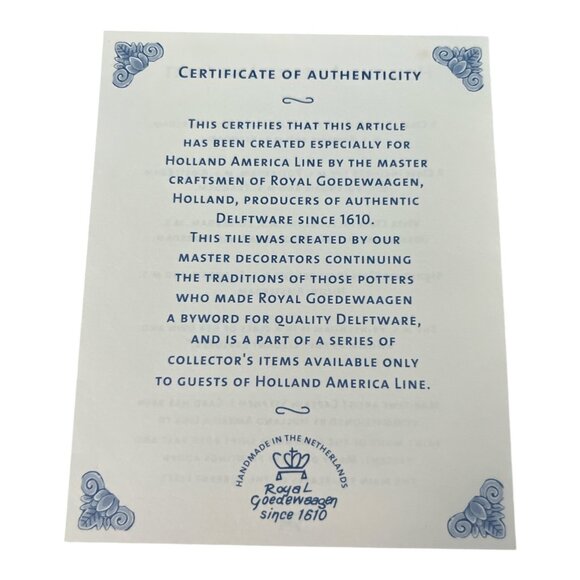 CERTIFICATE OF AUTHENTICITY
THIS CERTIFIES THAT THIS ARTICLE
HAS BEEN CREATED ESPECIALLY FOR
HOLLAND AMERICA LINE BY THE MASTER
CRAFTSMEN OF ROYAL GOEDEWAAGEN,
HOLLAND, PRODUCERS OF AUTHENTIC
DELFTWARE SINCE 1610.
THIS TILE WAS CREATED BY OUR
MASTER DECORATORS CONTINUING
THE TRADITIONS OF THOSE POTTERS
WHO MADE ROYAL GOEDEWAAGEN
A BYWORD FOR QUALITY DELFTWARE,
AND IS A PART OF A SERIES OF
COLLECTOR'S ITEMS AVAILABLE ONLY
TO GUESTS OF HOLLAND AMERICA LINE.
HANDMADE IN THE NETHERLANDS
Royal
Goedewaagen
since 1610